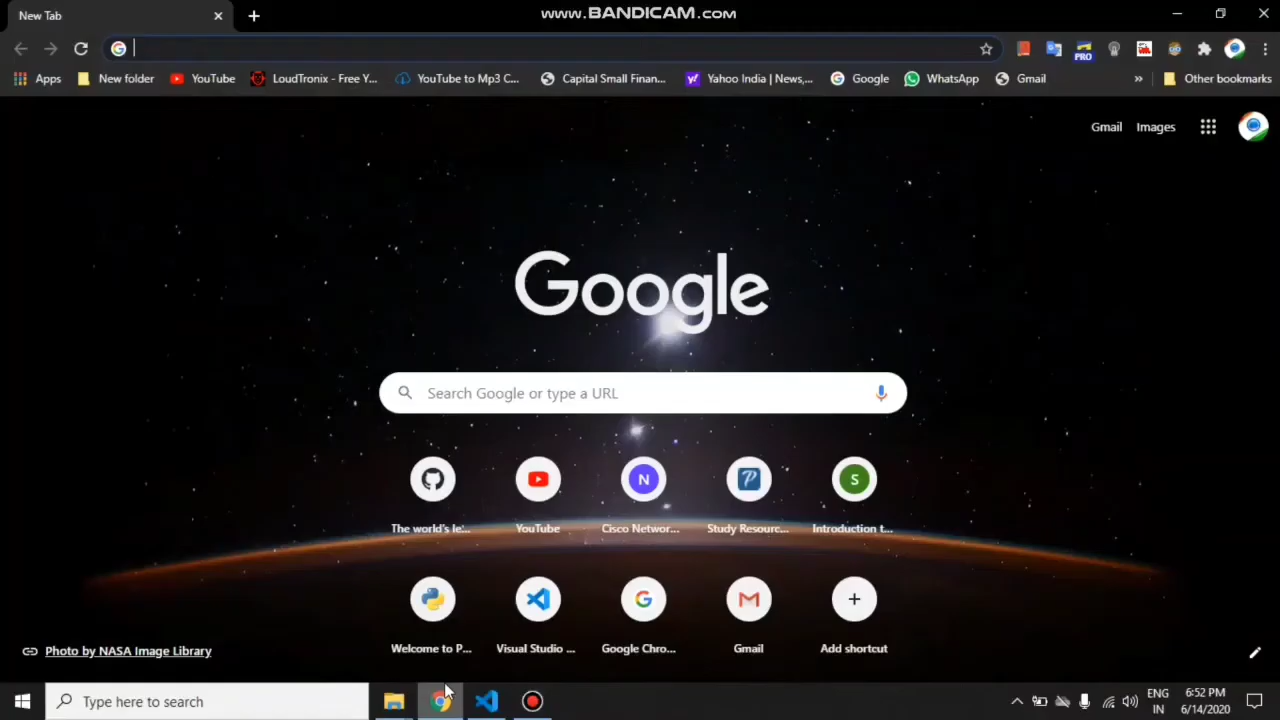 New Tab
www.BANDICAM.com
Apps
New folder
YouTube
LoudTronix - Free Y...
YouTube to Mp3 C...
Capital Small Finan...
Yahoo India | News,...
Google
WhatsApp
Gmail
»
Other bookmarks
PRO
Gmail
Images
Google
Search Google or type a URL
The world's le...
YouTube
N
Cisco Networ...
Study Resourc...
S
Introduction t...
Welcome to P...
Visual Studio ...
Google Chro...
Gmail
Add shortcut
Photo by NASA Image Library
Type here to search
ENG
IN
6:52 PM
6/14/2020